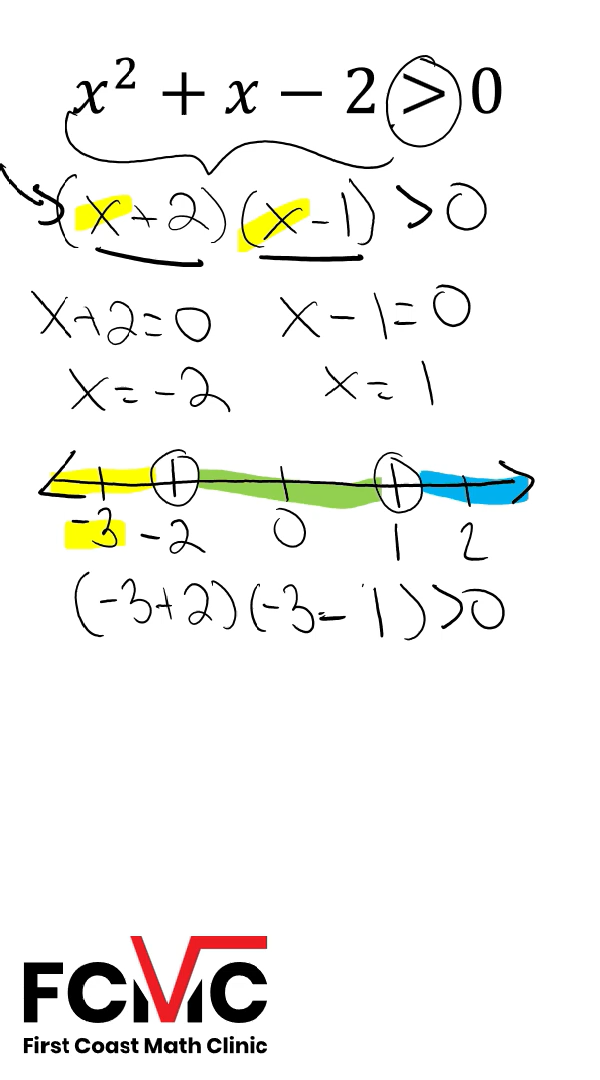 x² + x − 2 > 0
(x+2)(x-1) > 0
x+2=0 x-1=0
x=-2 x=1
-3 -2 0 1 2
(-3+2)(-3-1)>0
FCMC
First Coast Math Clinic